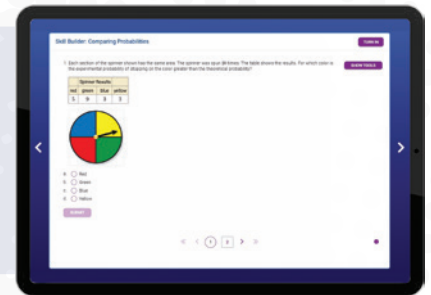 Skill Builder: Comparing Probabilities
TURN IN
1. Each section of the spinner shown has the same area. The spinner was spun times. The table shows the results. For which color is
the experimental probability of stopping on the color greater than the theoretical probability?
SHOW TOOLS
Spinner Results
red green blue yellow
5 9 3 3
a. Red
b. Green
c. Blue
d. Yellow
SUBMIT
1 2